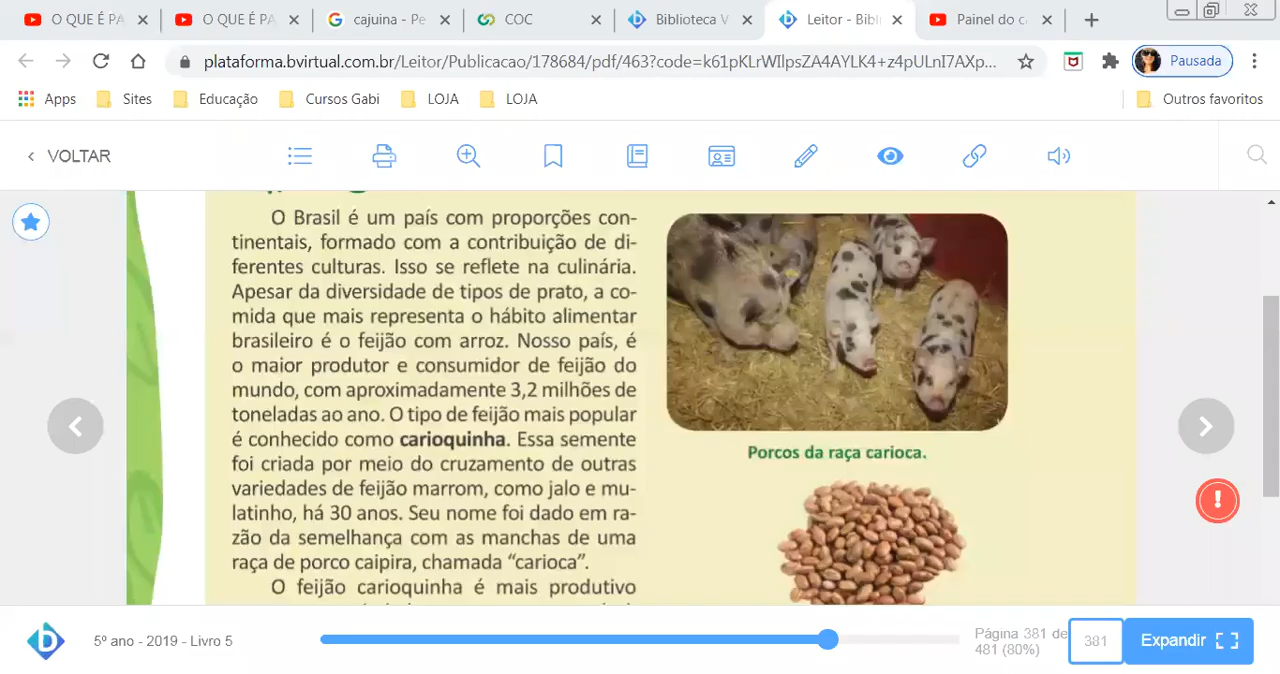 O QUE É PA
O QUE É PA
cajuina - Pe
COC
Biblioteca V
Leitor - Bibl
Painel do c
plataforma.bvirtual.com.br/Leitor/Publicacao/178684/pdf/463?code=k61pKLrWIlpsZA4AYLK4+z4pULnI7AXp...
Pausada
Apps
Sites
Educação
Cursos Gabi
LOJA
LOJA
Outros favoritos
VOLTAR
O Brasil é um país com proporções con-
tinentais, formado com a contribuição de di-
ferentes culturas. Isso se reflete na culinária.
Apesar da diversidade de tipos de prato, a co-
mida que mais representa o hábito alimentar
brasileiro é o feijão com arroz. Nosso país, é
o maior produtor e consumidor de feijão do
mundo, com aproximadamente 3,2 milhões de
toneladas ao ano. O tipo de feijão mais popular
é conhecido como carioquinha. Essa semente
foi criada por meio do cruzamento de outras
variedades de feijão marrom, como jalo e mu-
latinho, há 30 anos. Seu nome foi dado em ra-
zão da semelhança com as manchas de uma
raça de porco caipira, chamada “carioca”.
O feijão carioquinha é mais produtivo
Porcos da raça carioca.
5º ano - 2019 - Livro 5
Página 381 de
481 (80%)
381
Expandir